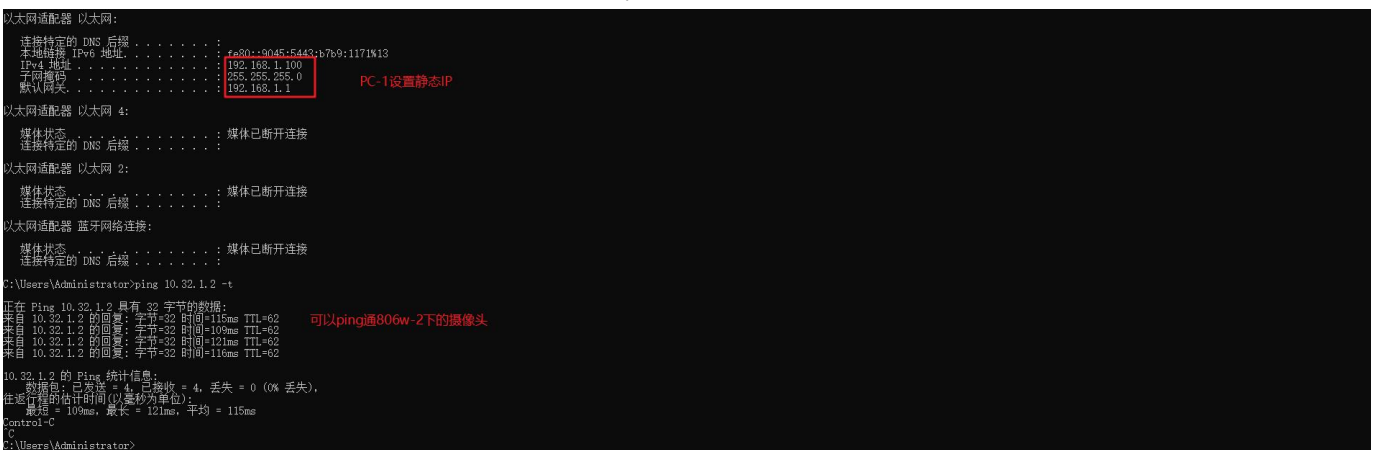 以太网适配器 以太网:
连接特定的 DNS 后缀 . . . . . . . :
本地链接 IPv6 地址. . . . . . . . : fe80::9045:5443:b7b9:1171%13
IPv4 地址 . . . . . . . . . . . . : 192.168.1.100
子网掩码 . . . . . . . . . . . . : 255.255.255.0
默认网关. . . . . . . . . . . . . : 192.168.1.1
PC-1设置静态IP
以太网适配器 以太网 4:
媒体状态 . . . . . . . . . . . . : 媒体已断开连接
连接特定的 DNS 后缀 . . . . . . . :
以太网适配器 以太网 2:
媒体状态 . . . . . . . . . . . . : 媒体已断开连接
连接特定的 DNS 后缀 . . . . . . . :
以太网适配器 蓝牙网络连接:
媒体状态 . . . . . . . . . . . . : 媒体已断开连接
连接特定的 DNS 后缀 . . . . . . . :
C:\Users\Administrator>ping 10.32.1.2 -t
正在 Ping 10.32.1.2 具有 32 字节的数据:
来自 10.32.1.2 的回复: 字节=32 时间=115ms TTL=62
来自 10.32.1.2 的回复: 字节=32 时间=109ms TTL=62
来自 10.32.1.2 的回复: 字节=32 时间=121ms TTL=62
来自 10.32.1.2 的回复: 字节=32 时间=116ms TTL=62
可以ping通806w-2下的摄像头
10.32.1.2 的 Ping 统计信息:
数据包: 已发送 = 4, 已接收 = 4, 丢失 = 0 (0% 丢失),
往返行程的估计时间(以毫秒为单位):
最短 = 109ms, 最长 = 121ms, 平均 = 115ms
Control-C
^C
C:\Users\Administrator>